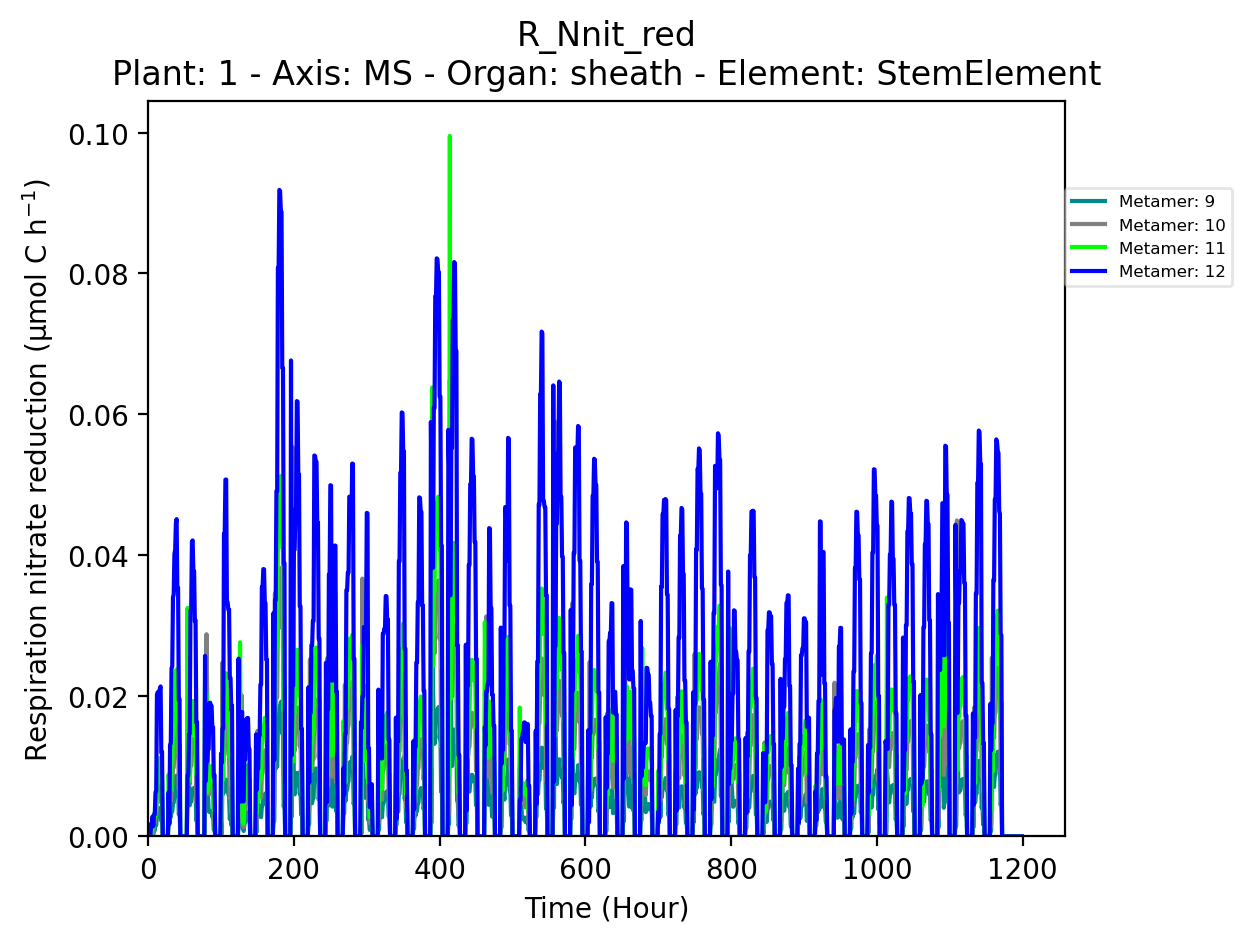 R_Nnit_red
Plant: 1 - Axis: MS - Organ: sheath - Element: StemElement
Respiration nitrate reduction (µmol C h⁻¹)
0.10
0.08
0.06
0.04
0.02
0.00
0 200 400 600 800 1000 1200
Time (Hour)
Metamer: 9
Metamer: 10
Metamer: 11
Metamer: 12